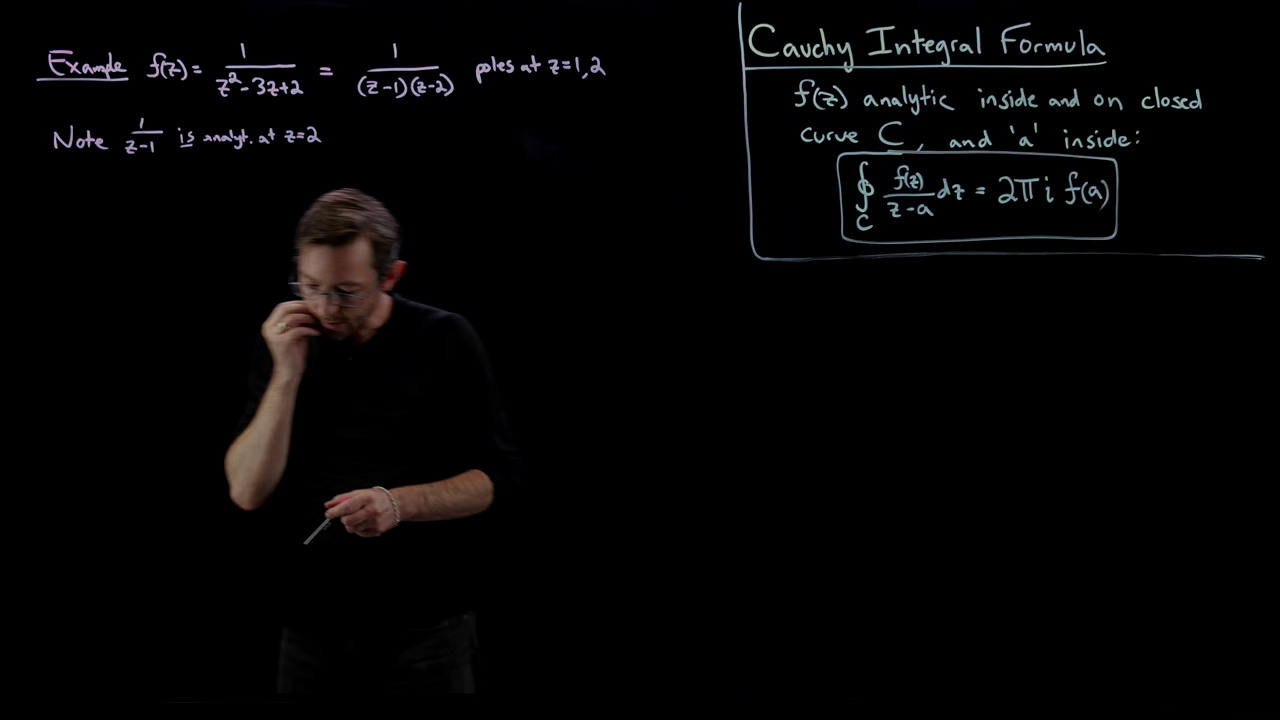 Example f(z) = 1/(z² - 3z + 2) = 1/((z-1)(z-2)) poles at z=1,2
Note 1/(z-1) is analyt. at z=2
Cauchy Integral Formula
f(z) analytic inside and on closed
curve C, and 'a' inside:
∮_C f(z)/(z-a) dz = 2πi f(a)